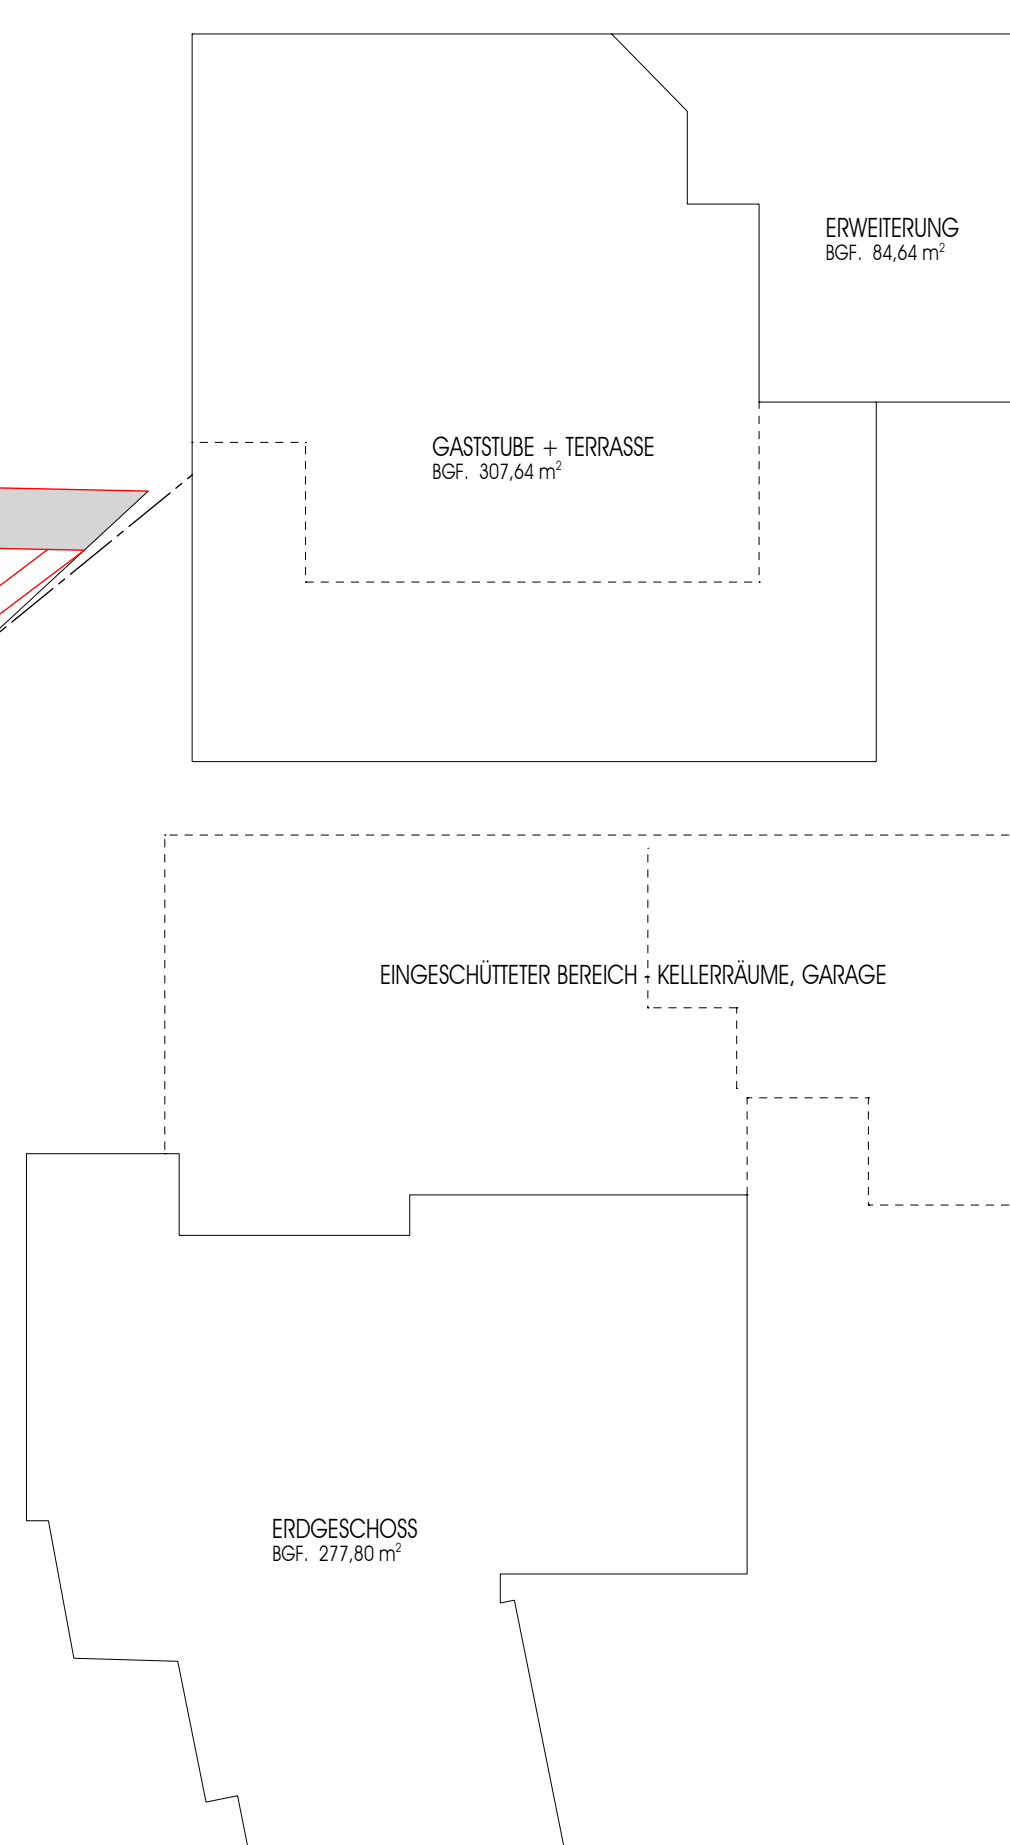 ERWEITERUNG
BGF. 84,64 m²
GASTSTUBE + TERRASSE
BGF. 307,64 m²
EINGESCHÜTTETER BEREICH - KELLERRÄUME, GARAGE
ERDGESCHOSS
BGF. 277,80 m²